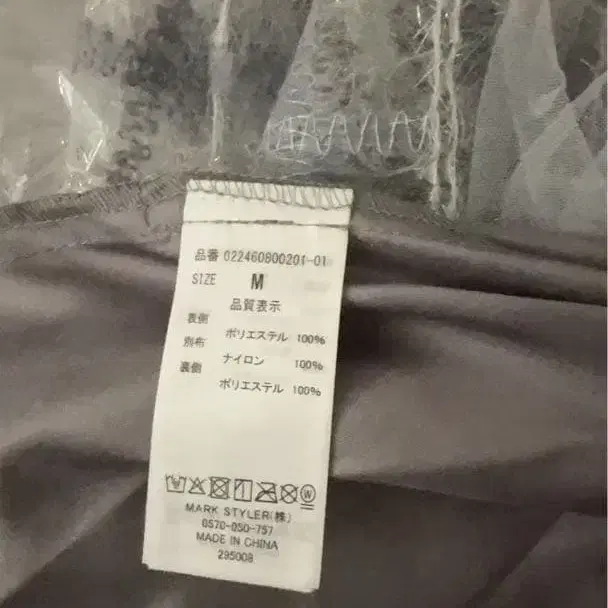 品番 022460800201-01
SIZE M
品質表示
表側 ポリエステル 100%
別布 ナイロン 100%
裏側 ポリエステル 100%
W
MARK STYLER(株)
0570-050-757
MADE IN CHINA
295008